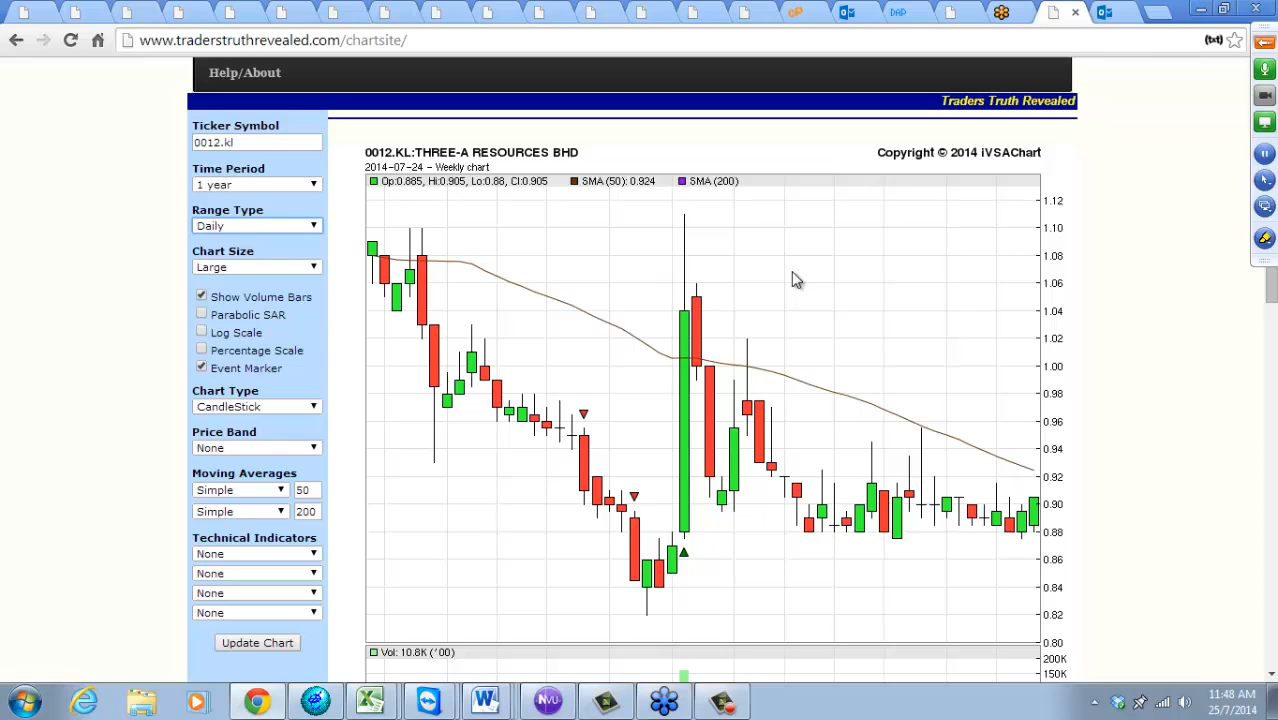 OP
DAP
www.traderstruthrevealed.com/chartsite/
(txt)
Help/About
Traders Truth Revealed
Ticker Symbol
0012.kl
Time Period
1 year
Range Type
Daily
Chart Size
Large
Show Volume Bars
Parabolic SAR
Log Scale
Percentage Scale
Event Marker
Chart Type
CandleStick
Price Band
None
Moving Averages
Simple 50
Simple 200
Technical Indicators
None
None
None
None
Update Chart
0012.KL:THREE-A RESOURCES BHD
Copyright © 2014 iVSAChart
2014-07-24 - Weekly chart
Op:0.885, Hi:0.905, Lo:0.88, Cl:0.905 SMA (50): 0.924 SMA (200)
1.12
1.10
1.08
1.06
1.04
1.02
1.00
0.98
0.96
0.94
0.92
0.90
0.88
0.86
0.84
0.82
0.80
Vol: 10.8K ('00)
200K
150K
NVU
11:48 AM
25/7/2014